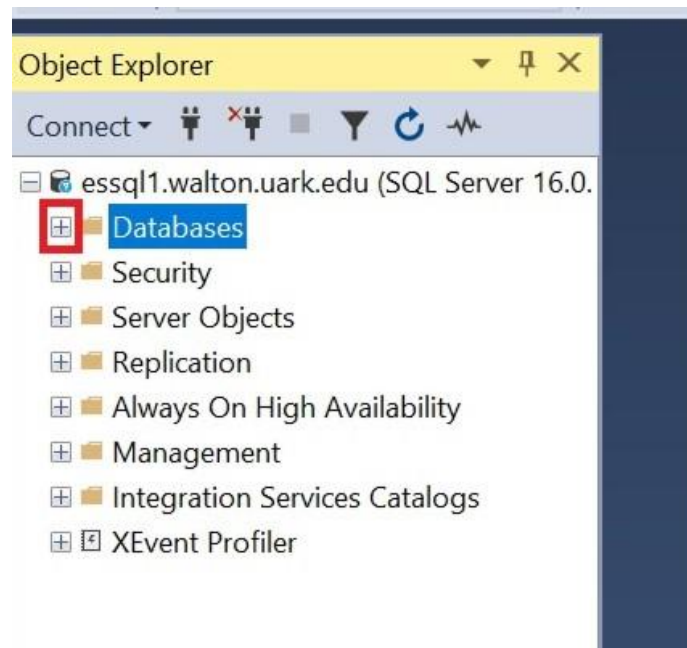 Object Explorer
Connect
essql1.walton.uark.edu (SQL Server 16.0.
Databases
Security
Server Objects
Replication
Always On High Availability
Management
Integration Services Catalogs
XEvent Profiler